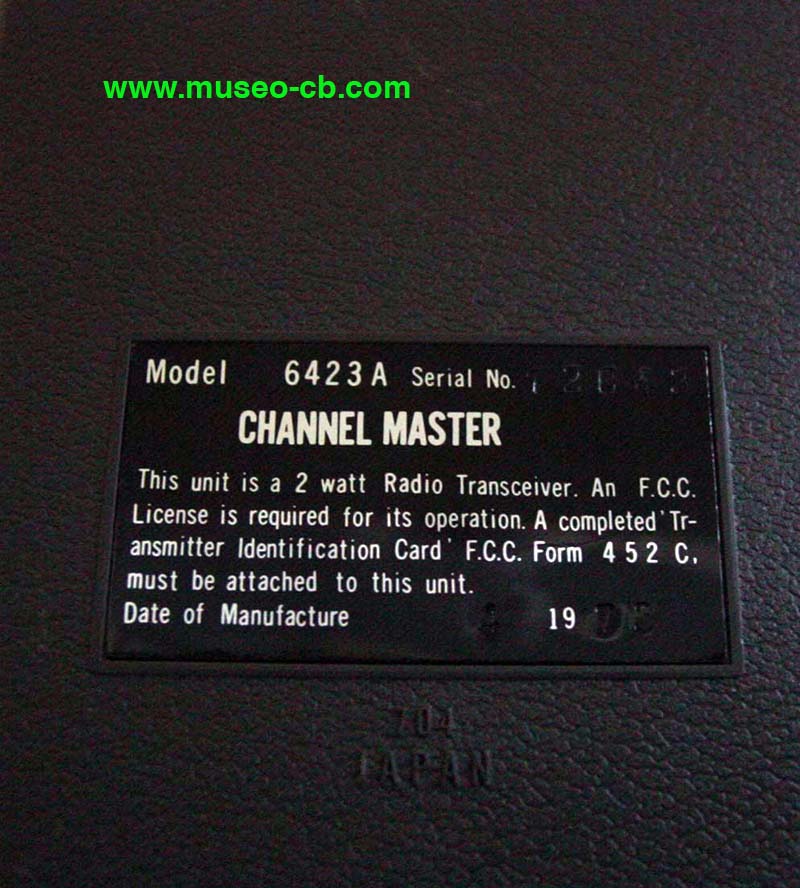 www.museo-cb.com
Model 6423A Serial No.
CHANNEL MASTER
This unit is a 2 watt Radio Transceiver. An F.C.C.
License is required for its operation. A completed 'Tr-
ansmitter Identification Card' F.C.C. Form 452C,
must be attached to this unit.
Date of Manufacture 19
704
JAPAN